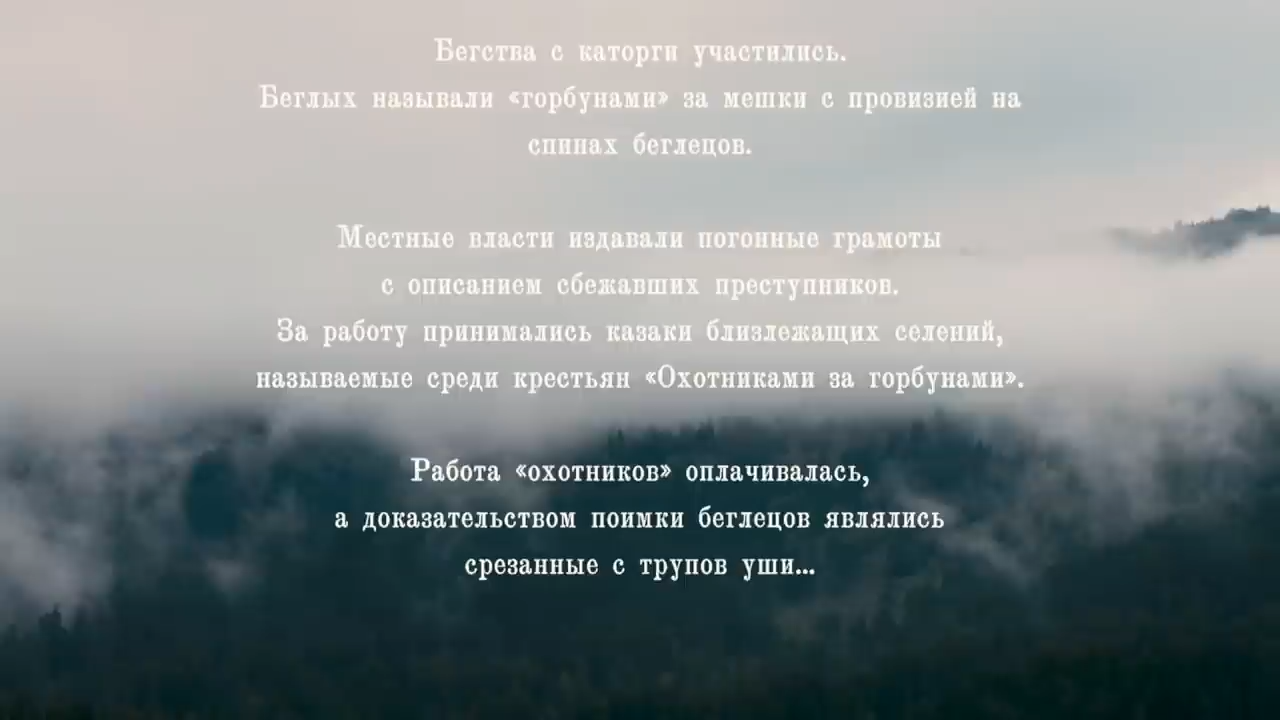 Бегства с каторги участились.
Беглых называли «горбунами» за мешки с провизией на
спинах беглецов.
Местные власти издавали погонные грамоты
с описанием сбежавших преступников.
За работу принимались казаки близлежащих селений,
называемые среди крестьян «Охотниками за горбунами».
Работа «охотников» оплачивалась,
а доказательством поимки беглецов являлись
срезанные с трупов уши...